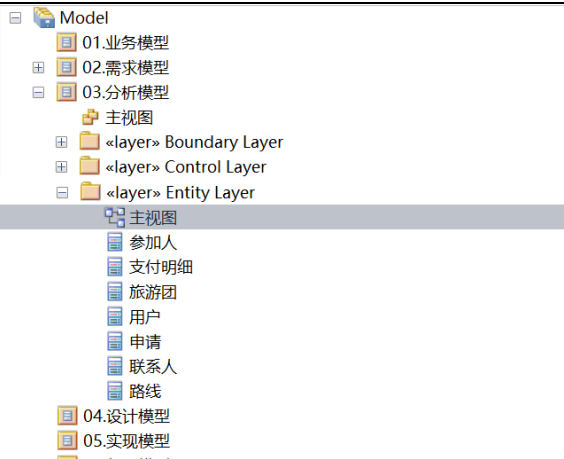 Model
01.业务模型
02.需求模型
03.分析模型
主视图
«layer» Boundary Layer
«layer» Control Layer
«layer» Entity Layer
主视图
参加人
支付明细
旅游团
用户
申请
联系人
路线
04.设计模型
05.实现模型